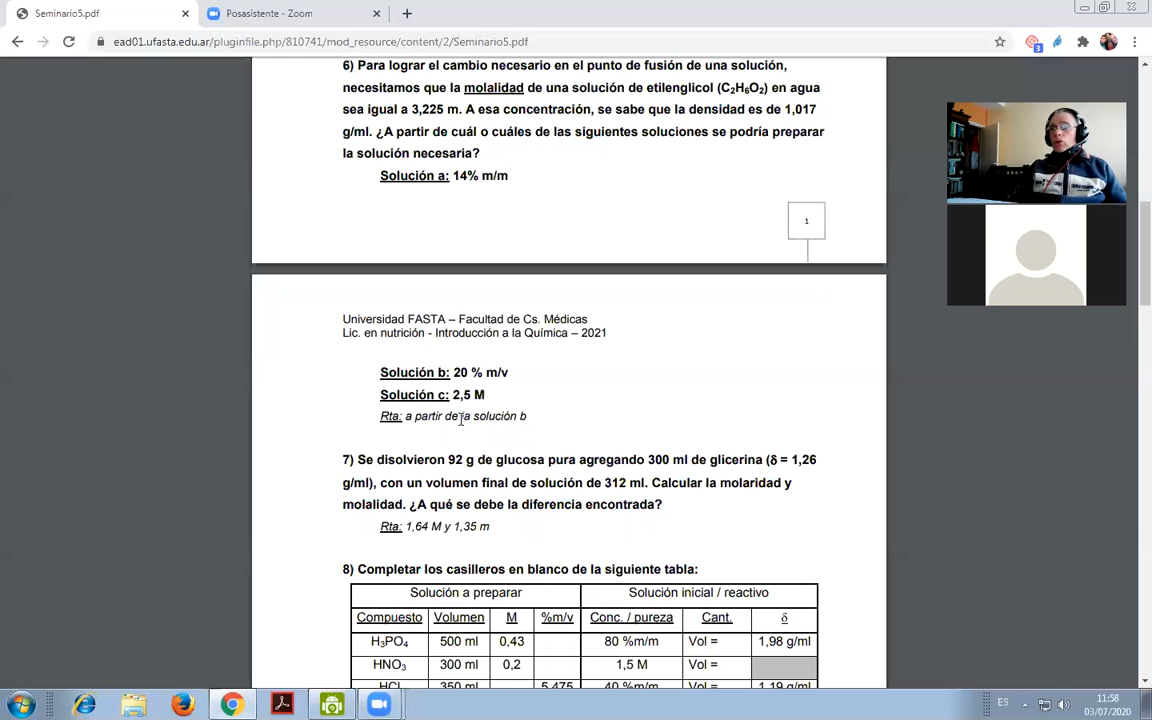 Seminario5.pdf
Posasistente - Zoom
ead01.ufasta.edu.ar/pluginfile.php/810741/mod_resource/content/2/Seminario5.pdf
3
6) Para lograr el cambio necesario en el punto de fusión de una solución,
necesitamos que la molalidad de una solución de etilenglicol (C₂H₆O₂) en agua
sea igual a 3,225 m. A esa concentración, se sabe que la densidad es de 1,017
g/ml. ¿A partir de cuál o cuáles de las siguientes soluciones se podría preparar
la solución necesaria?
Solución a: 14% m/m
1
Universidad FASTA – Facultad de Cs. Médicas
Lic. en nutrición - Introducción a la Química – 2021
Solución b: 20 % m/v
Solución c: 2,5 M
Rta: a partir de la solución b
7) Se disolvieron 92 g de glucosa pura agregando 300 ml de glicerina (δ = 1,26
g/ml), con un volumen final de solución de 312 ml. Calcular la molaridad y
molalidad. ¿A qué se debe la diferencia encontrada?
Rta: 1,64 M y 1,35 m
8) Completar los casilleros en blanco de la siguiente tabla:
Solución a preparar Solución inicial / reactivo
Compuesto Volumen M %m/v Conc. / pureza Cant. δ
H₃PO₄ 500 ml 0,43 80 %m/m Vol = 1,98 g/ml
HNO₃ 300 ml 0,2 1,5 M Vol =
HCl 350 ml 5,475 40 %m/m Vol = 1,19 g/ml
ES 11:58
03/07/2020